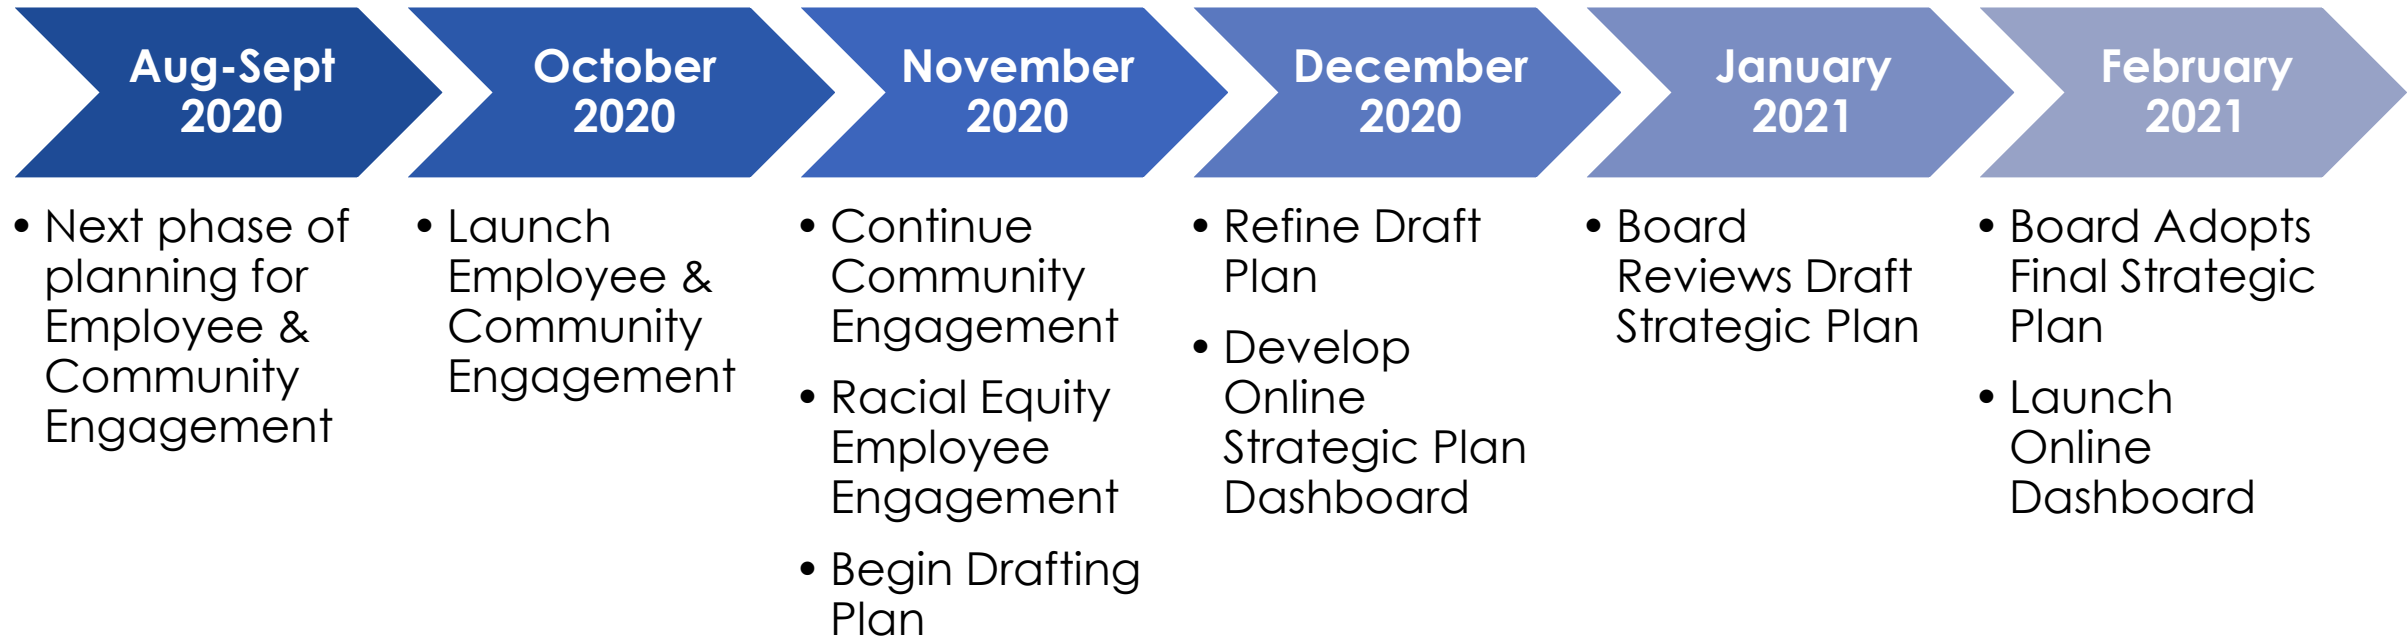 Aug-Sept
2020
October
2020
November
2020
December
2020
January
2021
February
2021
• Next phase of
planning for
Employee &
Community
Engagement
• Launch
Employee &
Community
Engagement
• Continue
Community
Engagement
• Racial Equity
Employee
Engagement
• Begin Drafting
Plan
• Refine Draft
Plan
• Develop
Online
Strategic Plan
Dashboard
• Board
Reviews Draft
Strategic Plan
• Board Adopts
Final Strategic
Plan
• Launch
Online
Dashboard